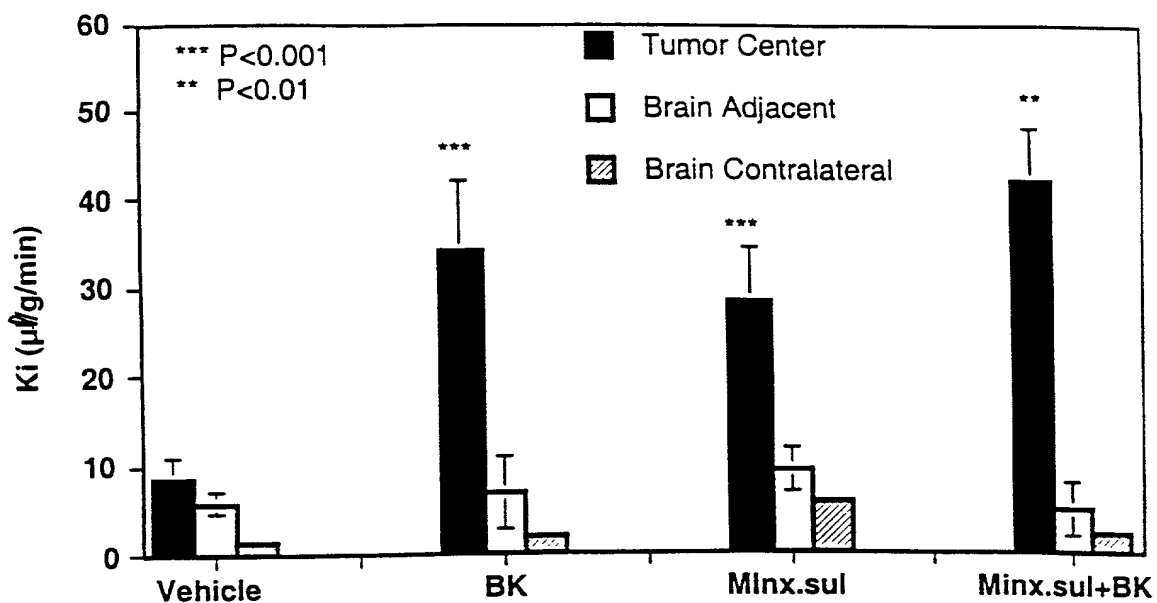 60
50
40
30
20
10
0
Ki (µl/g/min)
*** P<0.001
** P<0.01
Tumor Center
Brain Adjacent
Brain Contralateral
***
***
**
Vehicle
BK
Minx.sul
Minx.sul+BK